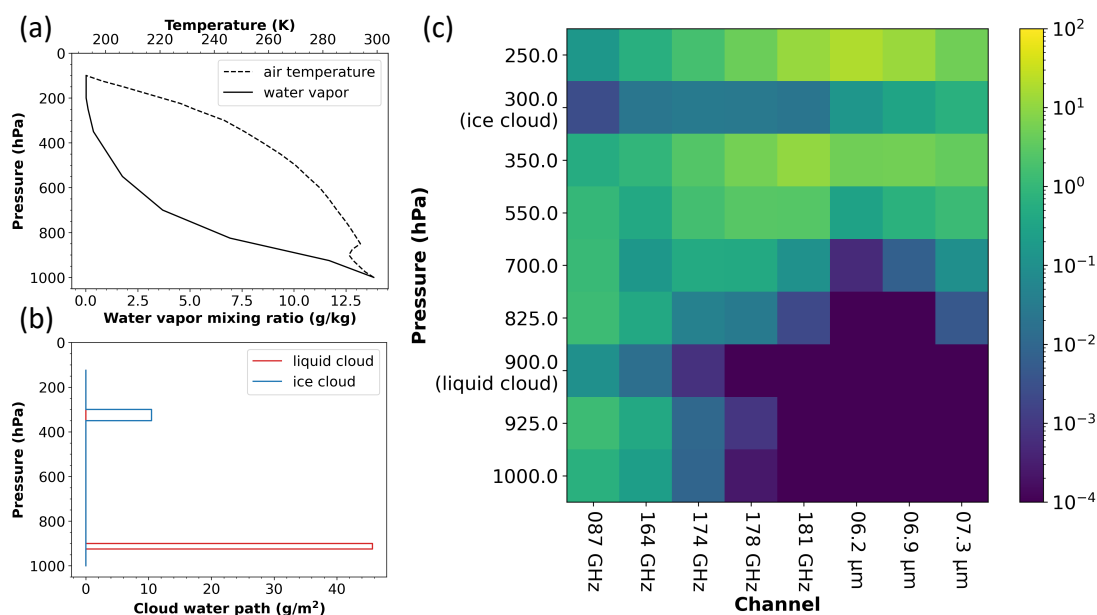 (a)
Temperature (K)
200 220 240 260 280 300
0
200
400
600
800
1000
Pressure (hPa)
air temperature
water vapor
0.0 2.5 5.0 7.5 10.0 12.5
Water vapor mixing ratio (g/kg)
(b)
0
200
400
600
800
1000
Pressure (hPa)
liquid cloud
ice cloud
0 10 20 30 40
Cloud water path (g/m²)
(c)
Pressure (hPa)
250.0
300.0
(ice cloud)
350.0
550.0
700.0
825.0
900.0
(liquid cloud)
925.0
1000.0
087 GHz
164 GHz
174 GHz
178 GHz
181 GHz
06.2 μm
06.9 μm
07.3 μm
Channel
10²
10¹
10⁰
10⁻¹
10⁻²
10⁻³
10⁻⁴